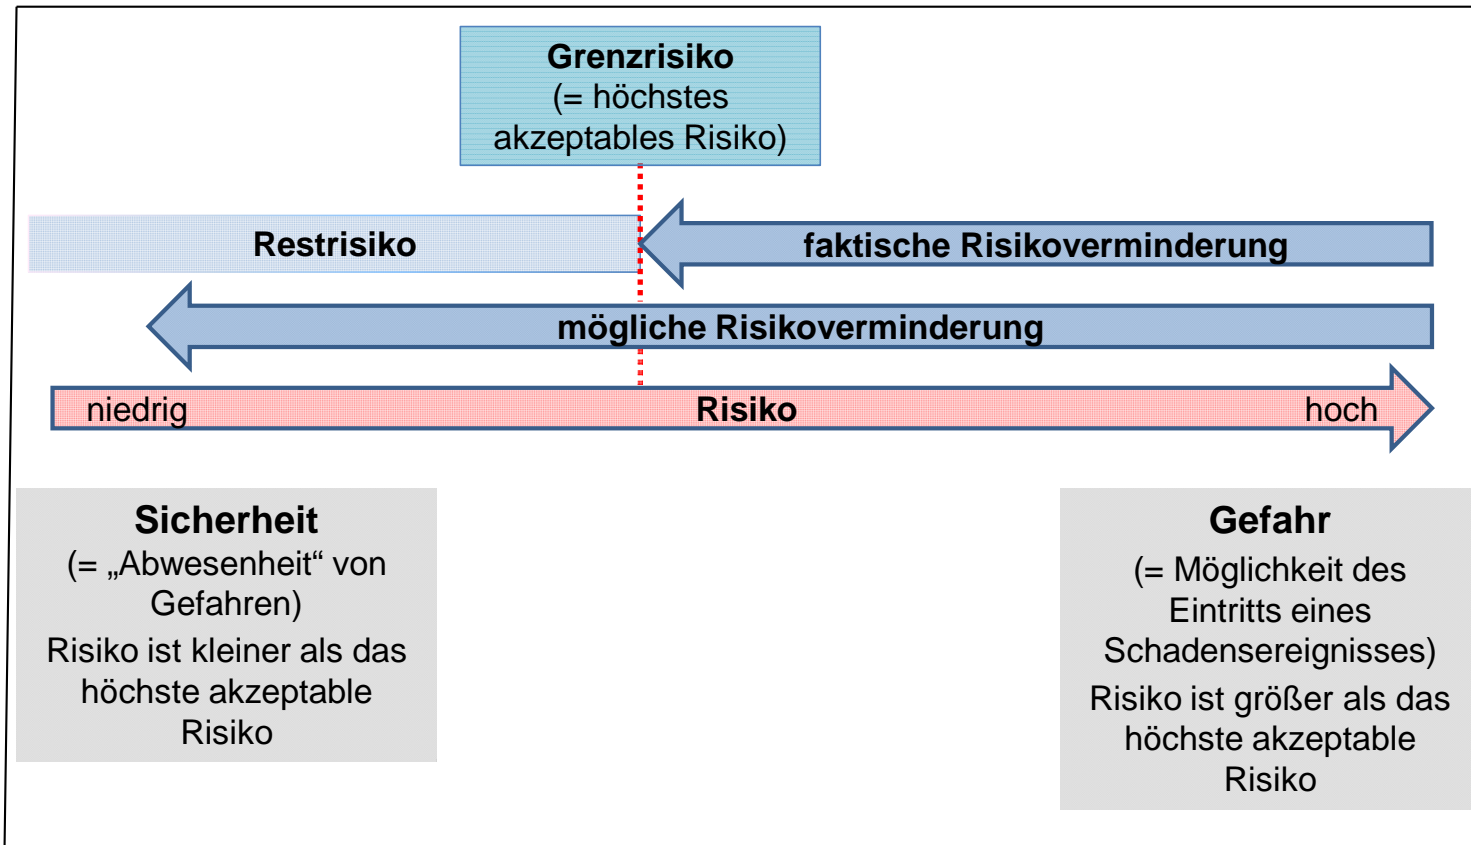 Grenzrisiko
(= höchstes
akzeptables Risiko)
Restrisiko
faktische Risikoverminderung
mögliche Risikoverminderung
niedrig
Risiko
hoch
Sicherheit
(= „Abwesenheit“ von
Gefahren)
Risiko ist kleiner als das
höchste akzeptable
Risiko
Gefahr
(= Möglichkeit des
Eintritts eines
Schadensereignisses)
Risiko ist größer als das
höchste akzeptable
Risiko